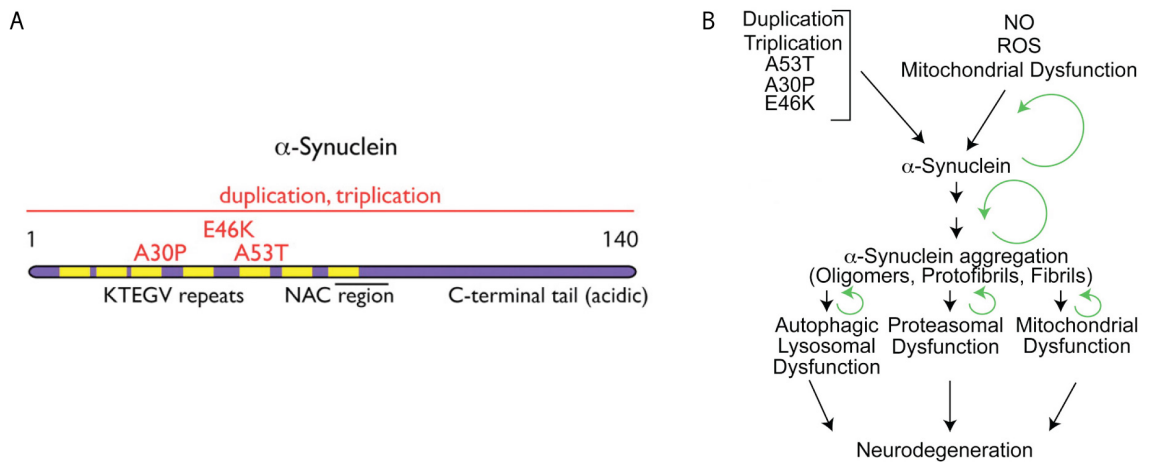 A
α-Synuclein
duplication, triplication
E46K
1
140
A30P
A53T
KTEGV repeats
NAC region
C-terminal tail (acidic)
B
Duplication
Triplication
A53T
A30P
E46K
NO
ROS
Mitochondrial Dysfunction
α-Synuclein
α-Synuclein aggregation
(Oligomers, Protofibrils, Fibrils)
Autophagic
Lysosomal
Dysfunction
Proteasomal
Dysfunction
Mitochondrial
Dysfunction
Neurodegeneration